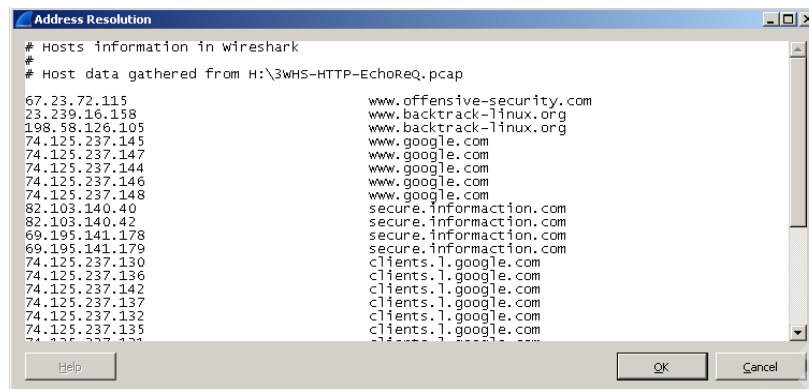 Address Resolution
# Hosts information in Wireshark
#
# Host data gathered from H:\3WHS-HTTP-EchoReQ.pcap
67.23.72.115 www.offensive-security.com
23.239.16.158 www.backtrack-linux.org
198.58.126.105 www.backtrack-linux.org
74.125.237.145 www.google.com
74.125.237.147 www.google.com
74.125.237.144 www.google.com
74.125.237.146 www.google.com
74.125.237.148 www.google.com
82.103.140.40 secure.informaction.com
82.103.140.42 secure.informaction.com
69.195.141.178 secure.informaction.com
69.195.141.179 secure.informaction.com
74.125.237.130 clients.l.google.com
74.125.237.136 clients.l.google.com
74.125.237.142 clients.l.google.com
74.125.237.137 clients.l.google.com
74.125.237.132 clients.l.google.com
74.125.237.135 clients.l.google.com
Help OK Cancel